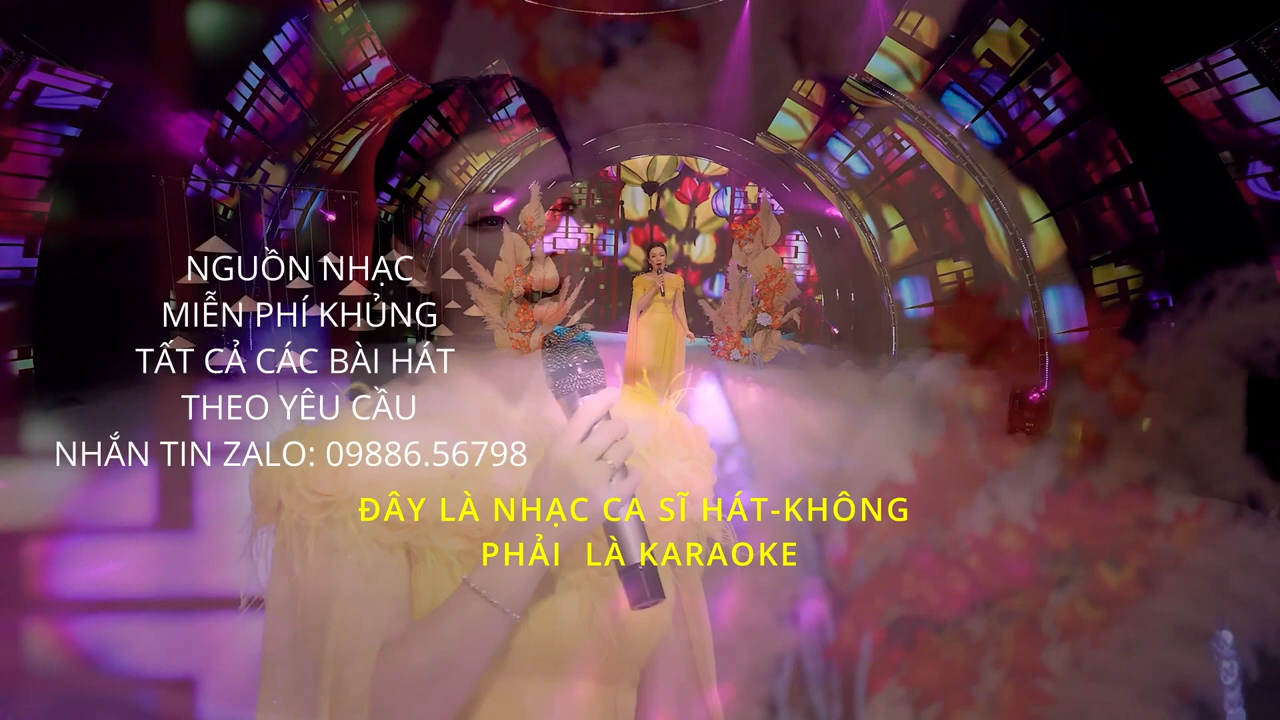 NGUỒN NHẠC
MIỄN PHÍ KHỦNG
TẤT CẢ CÁC BÀI HÁT
THEO YÊU CẦU
NHẮN TIN ZALO: 09886.56798
ĐÂY LÀ NHẠC CA SĨ HÁT-KHÔNG
PHẢI LÀ KARAOKE